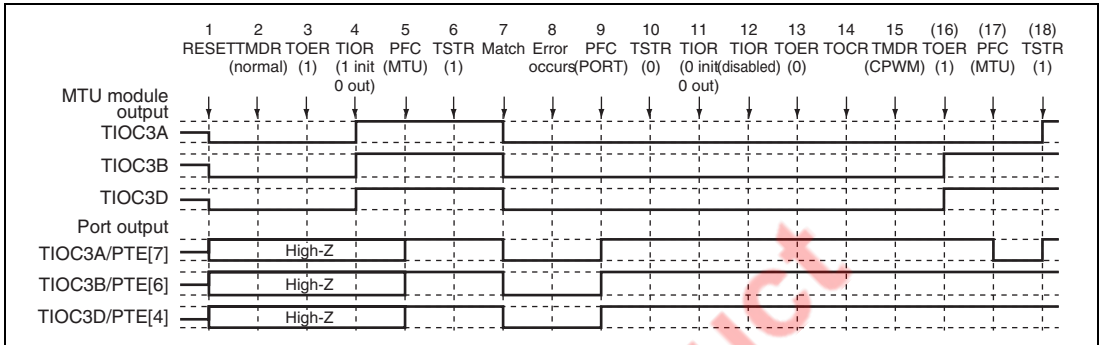 1 2 3 4 5 6 7 8 9 10 11 12 13 14 15 (16) (17) (18)
RESET TMDR TOER TIOR PFC TSTR Match Error PFC TSTR TIOR TIOR TOER TOCR TMDR TOER PFC TSTR
(normal) (1) (1 init (MTU) (1) occurs (PORT) (0) (0 init (disabled) (0) (CPWM) (1) (MTU) (1)
0 out) 0 out)
MTU module
output
TIOC3A
TIOC3B
TIOC3D
Port output
TIOC3A/PTE[7] High-Z
TIOC3B/PTE[6] High-Z
TIOC3D/PTE[4] High-Z
uct